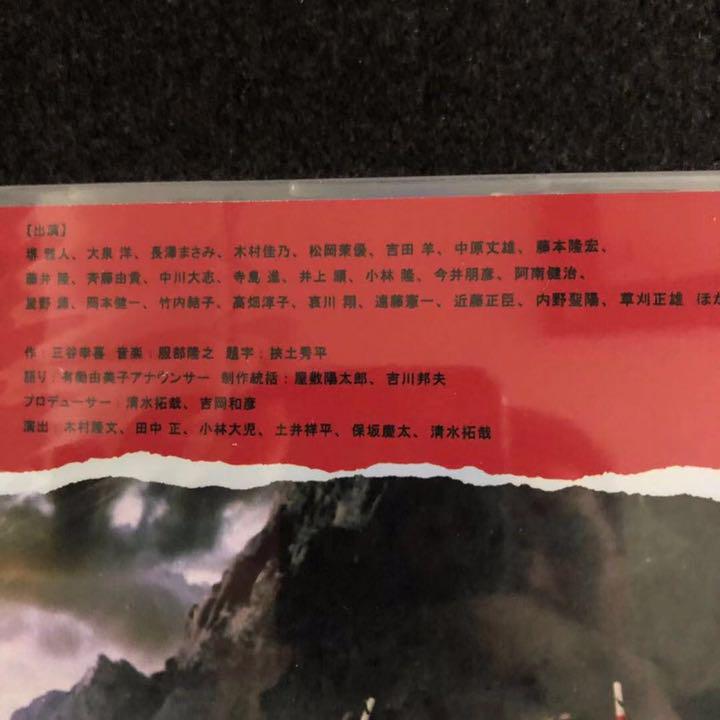 【出演】
堺 雅人、大泉 洋、長澤まさみ、木村佳乃、松岡茉優、吉田 羊、中原丈雄、藤本隆宏、
藤井 隆、斉藤由貴、中川大志、寺島 進、井上 順、小林 隆、今井朋彦、阿南健治、
星野 源、岡本健一、竹内結子、高畑淳子、哀川 翔、遠藤憲一、近藤正臣、内野聖陽、草刈正雄 ほか
作：三谷幸喜 音楽：服部隆之 題字：挾土秀平
語り：有働由美子アナウンサー 制作統括：屋敷陽太郎、吉川邦夫
プロデューサー：清水拓哉、吉岡和彦
演出：木村隆文、田中 正、小林大児、土井祥平、保坂慶太、清水拓哉